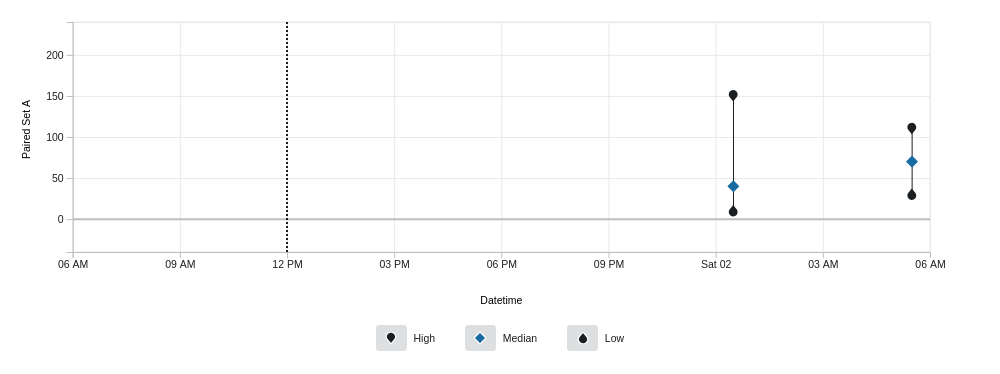 200
150
100
50
0
Paired Set A
06 AM 09 AM 12 PM 03 PM 06 PM 09 PM Sat 02 03 AM 06 AM
Datetime
High Median Low